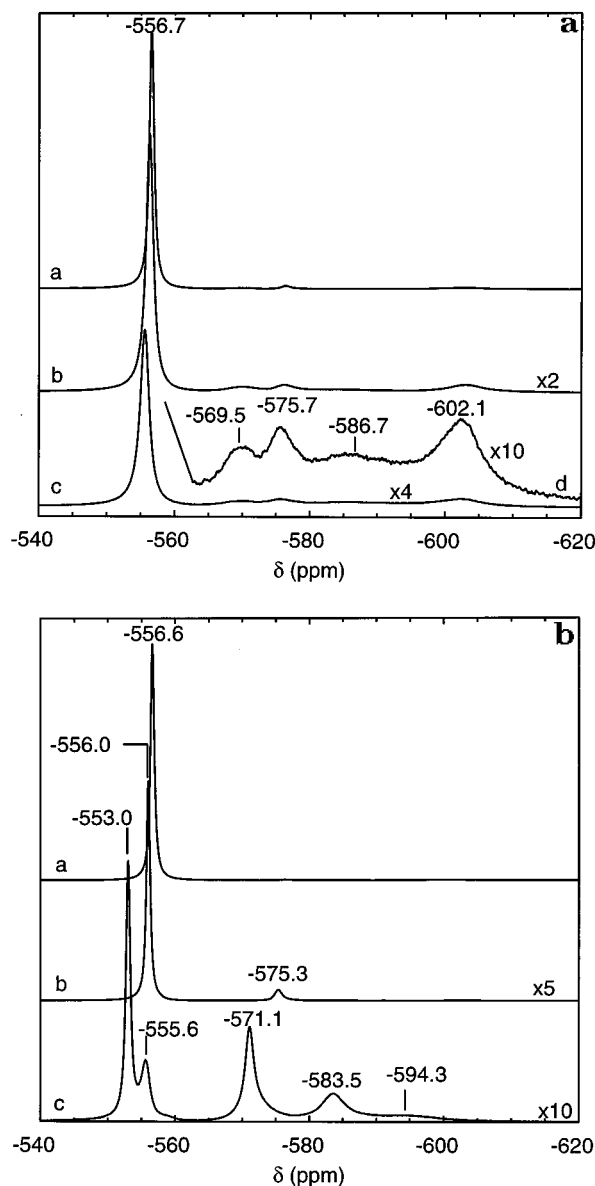 -556.7 a
a
b x2
-569.5 -575.7 -586.7 -602.1
x10
c x4 d
-540 -560 -580 -600 -620
δ (ppm)
-556.6 b
-556.0
-553.0
a
b -575.3 x5
-555.6 -571.1 -583.5 -594.3
c x10
-540 -560 -580 -600 -620
δ (ppm)